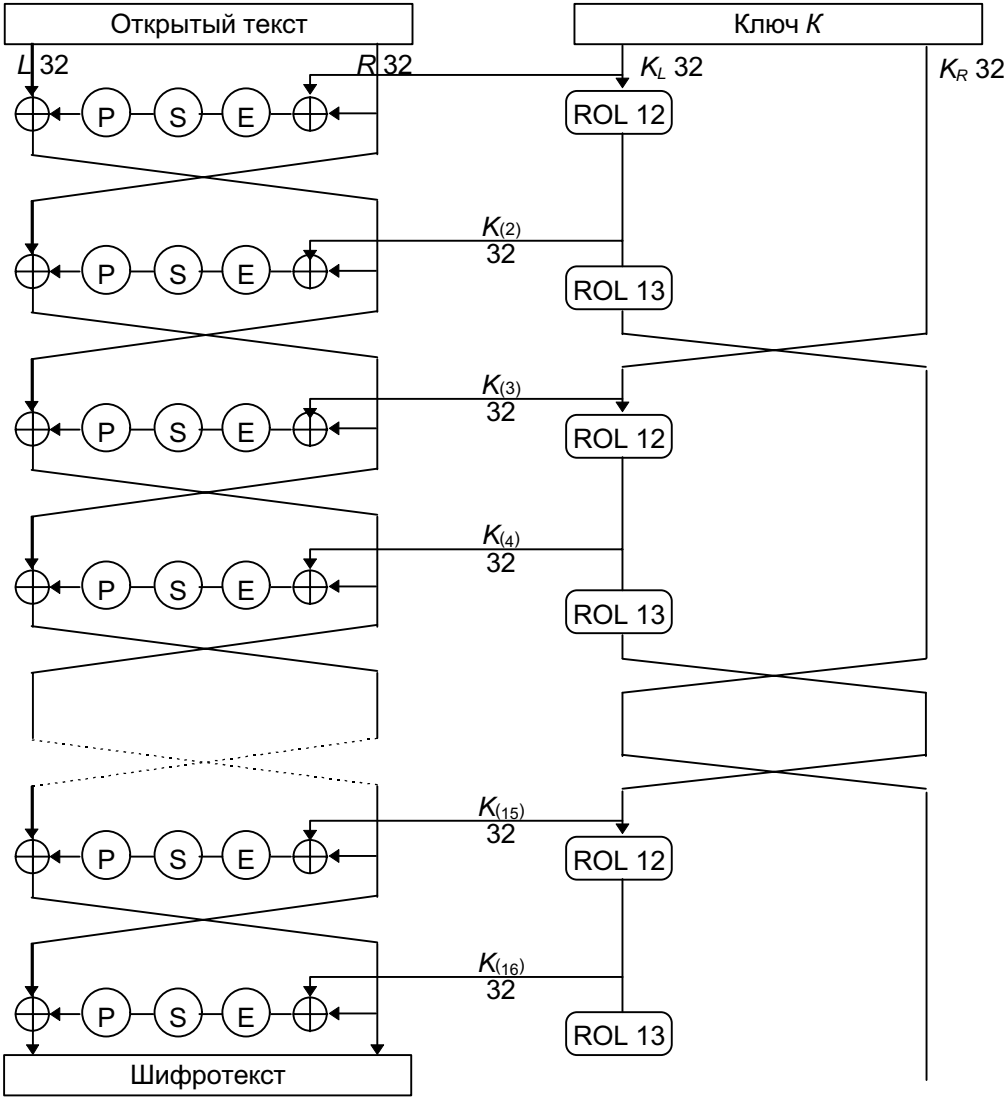 Открытый текст
Ключ K
L 32
R 32
K_L 32
K_R 32
P S E
ROL 12
K(2)
32
P S E
ROL 13
K(3)
32
P S E
ROL 12
K(4)
32
P S E
ROL 13
K(15)
32
P S E
ROL 12
K(16)
32
P S E
ROL 13
Шифротекст